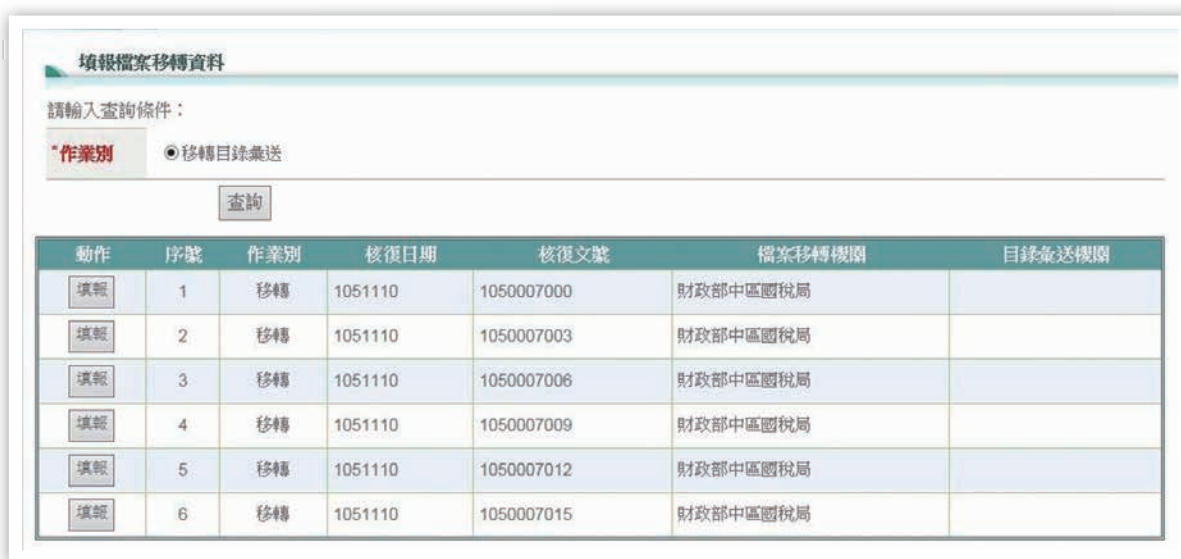 填報檔案移轉資料
請輸入查詢條件：
*作業別 ◉移轉目錄彙送
查詢
動作 序號 作業別 核復日期 核復文號 檔案移轉機關 目錄彙送機關
填報 1 移轉 1051110 1050007000 財政部中區國稅局
填報 2 移轉 1051110 1050007003 財政部中區國稅局
填報 3 移轉 1051110 1050007006 財政部中區國稅局
填報 4 移轉 1051110 1050007009 財政部中區國稅局
填報 5 移轉 1051110 1050007012 財政部中區國稅局
填報 6 移轉 1051110 1050007015 財政部中區國稅局